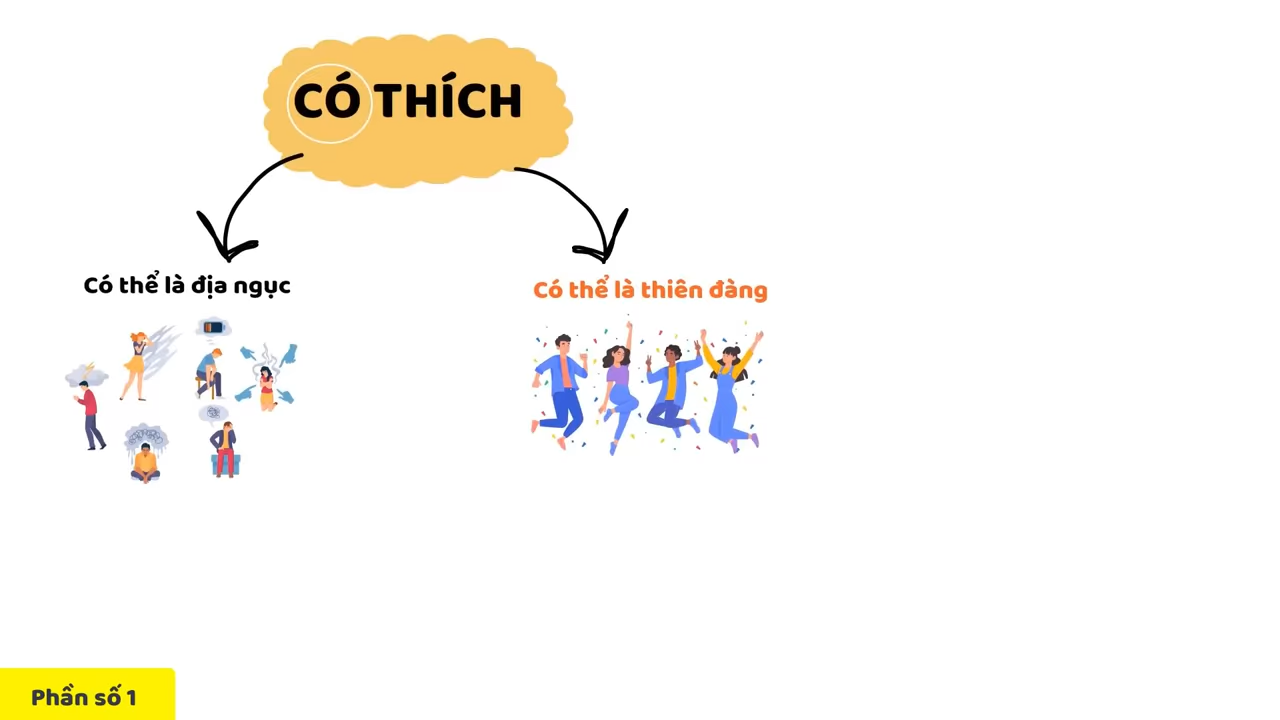 CÓ THÍCH
Có thể là địa ngục
Có thể là thiên đàng
Phần số 1